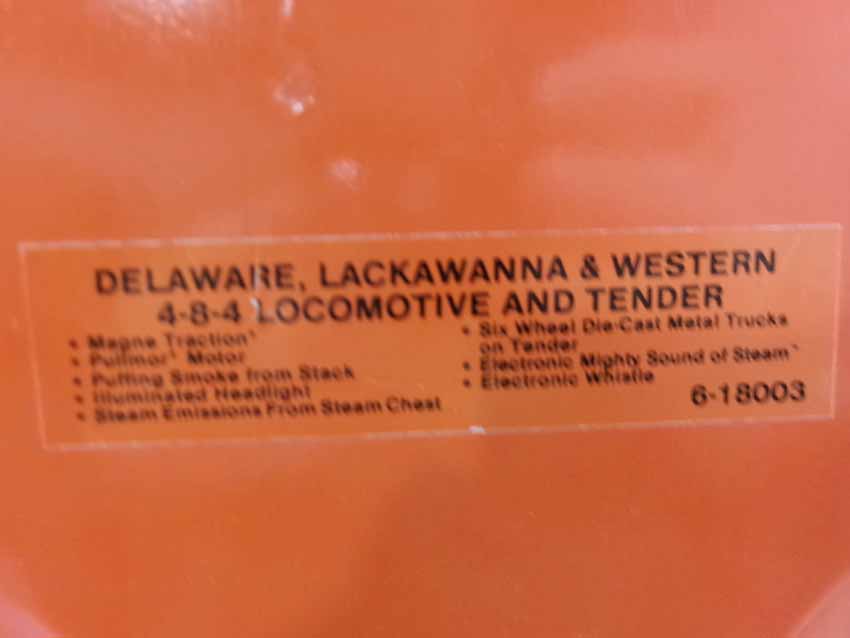 DELAWARE, LACKAWANNA & WESTERN
4-8-4 LOCOMOTIVE AND TENDER
• Magne Traction*
• Pullmor* Motor
• Puffing Smoke from Stack
• Illuminated Headlight
• Steam Emissions From Steam Chest
• Six Wheel Die-Cast Metal Trucks
on Tender
• Electronic Mighty Sound of Steam*
• Electronic Whistle
6-18003